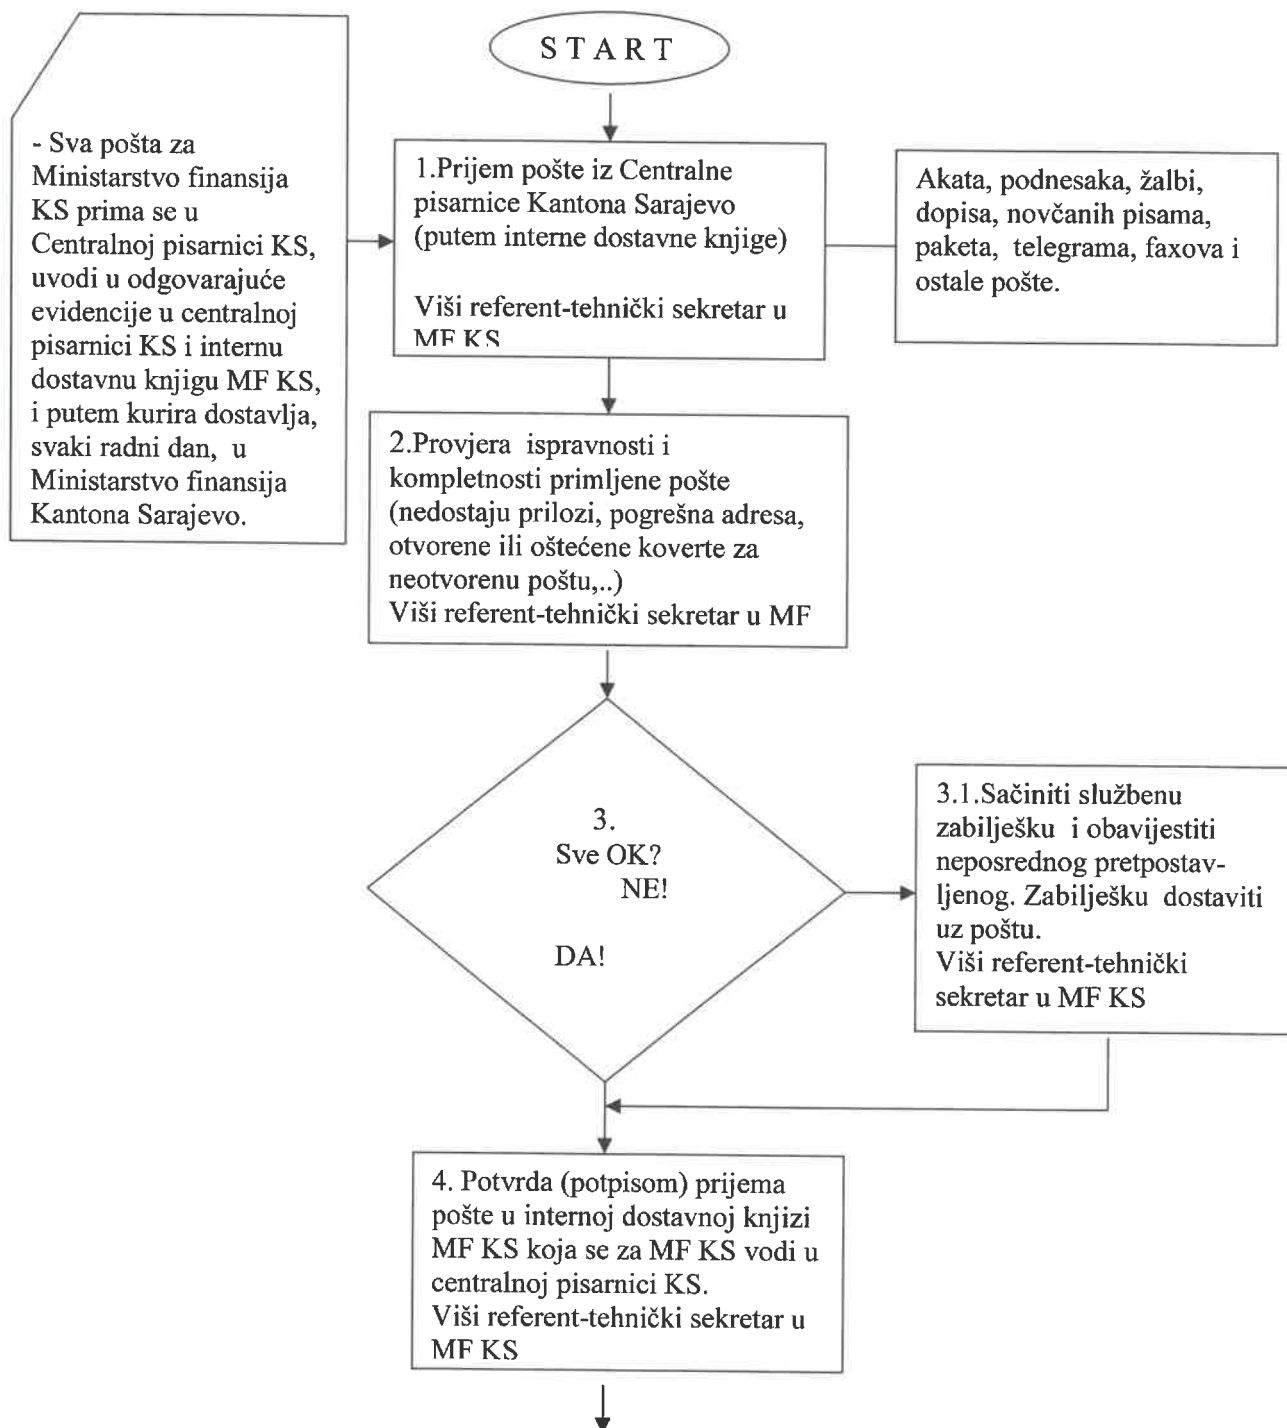 S T A R T
- Sva pošta za
Ministarstvo finansija
KS prima se u
Centralnoj pisarnici KS,
uvodi u odgovarajuće
evidencije u centralnoj
pisarnici KS i internu
dostavnu knjigu MF KS,
i putem kurira dostavlja,
svaki radni dan, u
Ministarstvo finansija
Kantona Sarajevo.
1.Prijem pošte iz Centralne
pisarnice Kantona Sarajevo
(putem interne dostavne knjige)
Viši referent-tehnički sekretar u
MF KS
Akata, podnesaka, žalbi,
dopisa, novčanih pisama,
paketa, telegrama, faxova i
ostale pošte.
2.Provjera ispravnosti i
kompletnosti primljene pošte
(nedostaju prilozi, pogrešna adresa,
otvorene ili oštećene koverte za
neotvorenu poštu,..)
Viši referent-tehnički sekretar u MF
3.
Sve OK?
NE!
DA!
3.1.Sačiniti službenu
zabilješku i obavijestiti
neposrednog pretpostav-
ljenog. Zabilješku dostaviti
uz poštu.
Viši referent-tehnički
sekretar u MF KS
4. Potvrda (potpisom) prijema
pošte u internoj dostavnoj knjizi
MF KS koja se za MF KS vodi u
centralnoj pisarnici KS.
Viši referent-tehnički sekretar u
MF KS